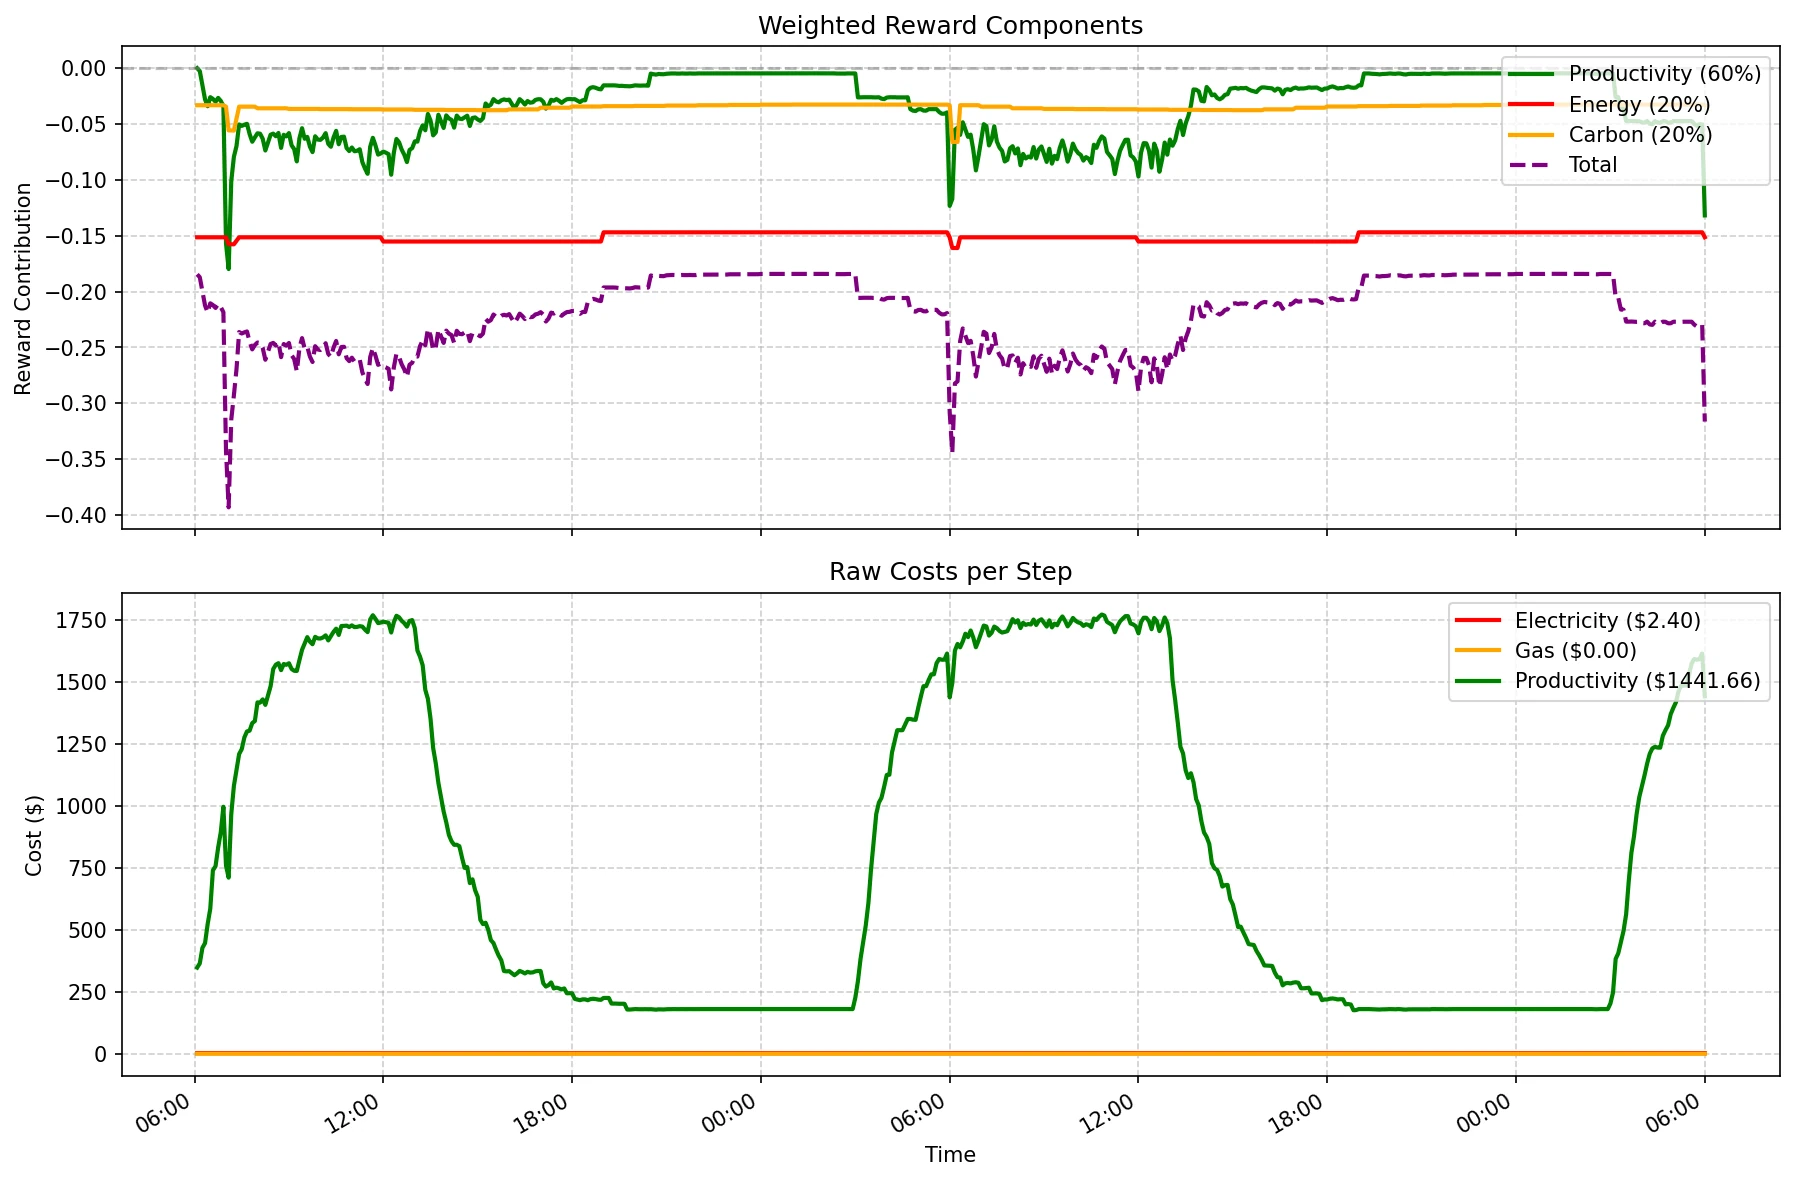 Weighted Reward Components
0.00
−0.05
−0.10
−0.15
−0.20
−0.25
−0.30
−0.35
−0.40
Reward Contribution
Productivity (60%)
Energy (20%)
Carbon (20%)
Total
Raw Costs per Step
1750
1500
1250
1000
750
500
250
0
Cost ($)
Electricity ($2.40)
Gas ($0.00)
Productivity ($1441.66)
06:00 12:00 18:00 00:00 06:00 12:00 18:00 00:00 06:00
Time